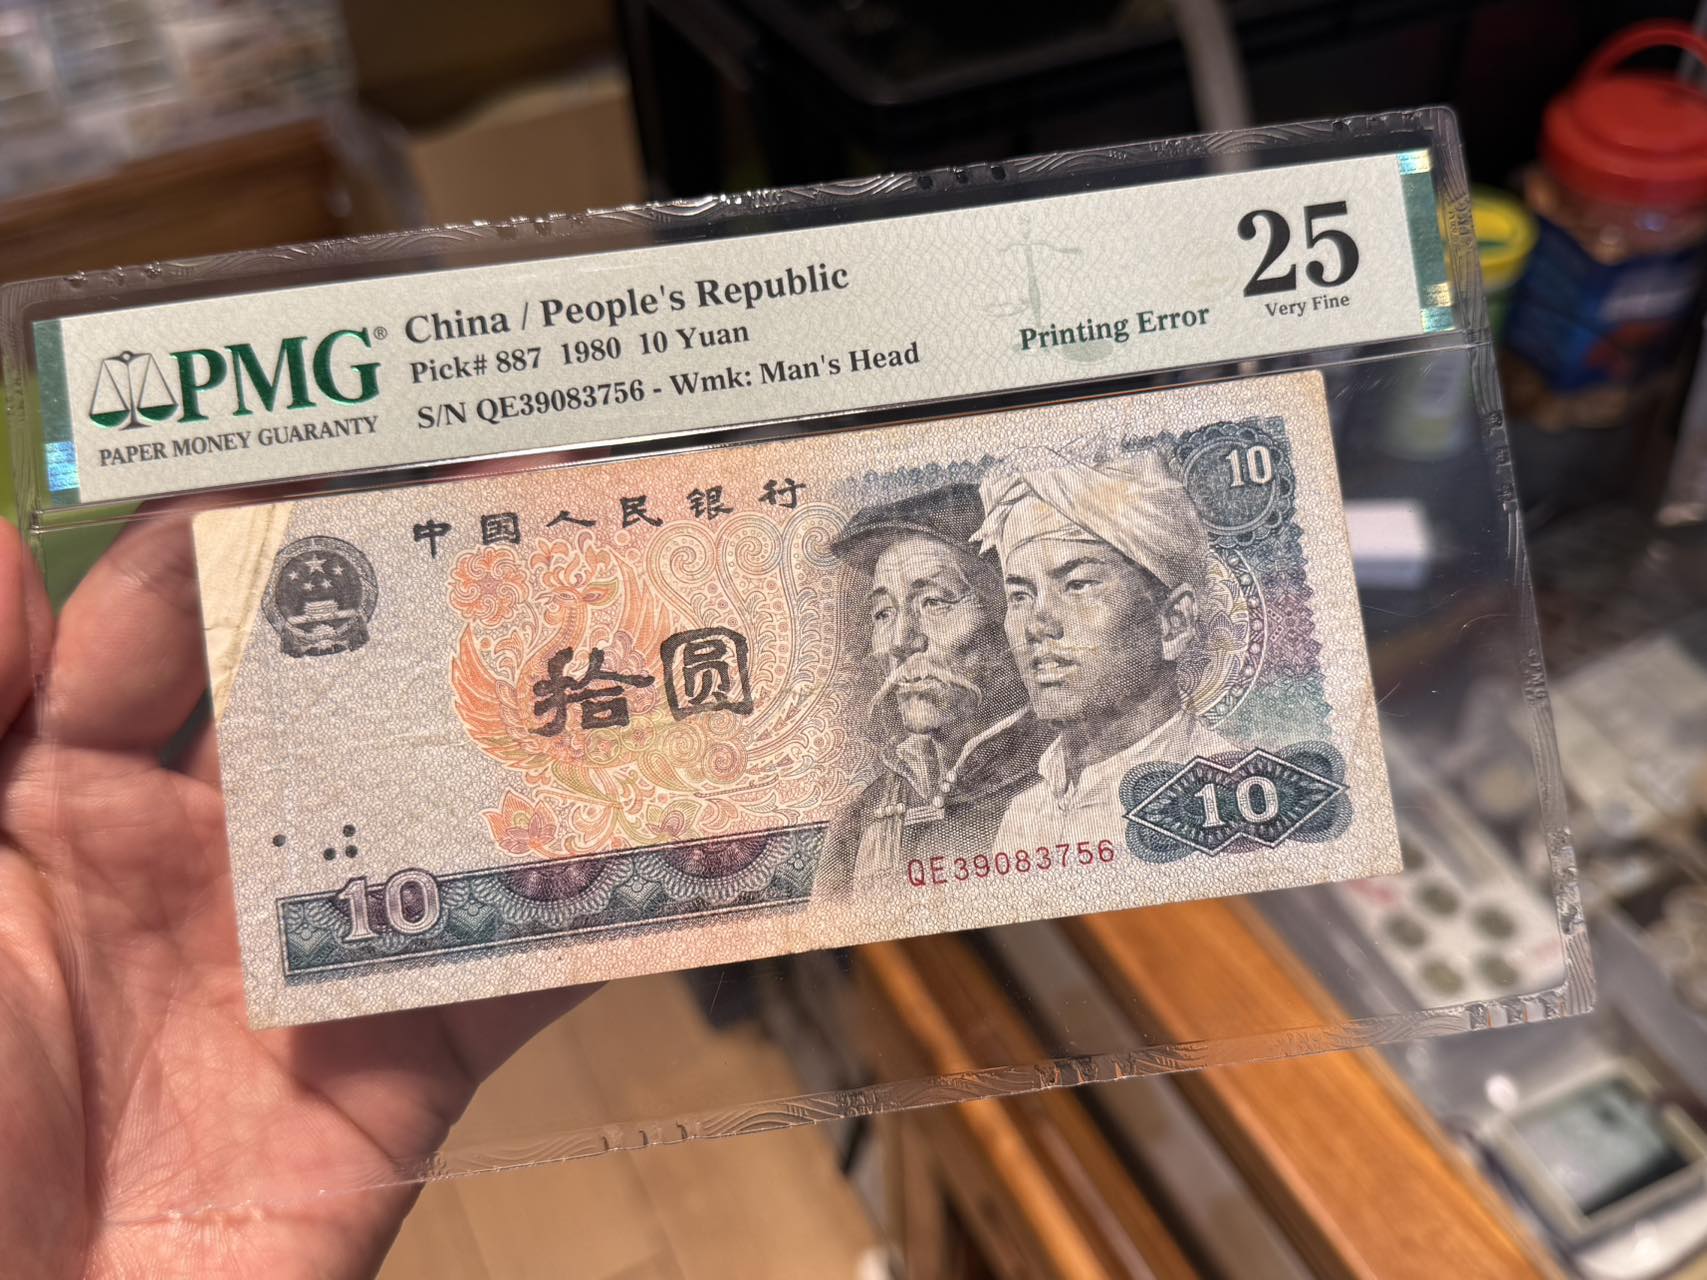 PMG®
PAPER MONEY GUARANTY
China / People's Republic
Pick# 887 1980 10 Yuan
S/N QE39083756 - Wmk: Man's Head
Printing Error
25
Very Fine
中国人民银行
10
拾圆
10
QE39083756
10